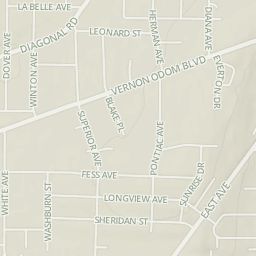 LA BELLE AVE
DIAGONAL RD
LEONARD ST
HERMAN AVE
DIANA AVE
DOVER AVE
WINTON AVE
VERNON ODOM BLVD
EVERTON DR
BLAKE PL.
SUPERIOR AVE
PONTIAC AVE
FESS AVE
SUNRISE DR
WHITE AVE
WASHBURN ST
LONGVIEW AVE
EAST AVE
SHERIDAN ST